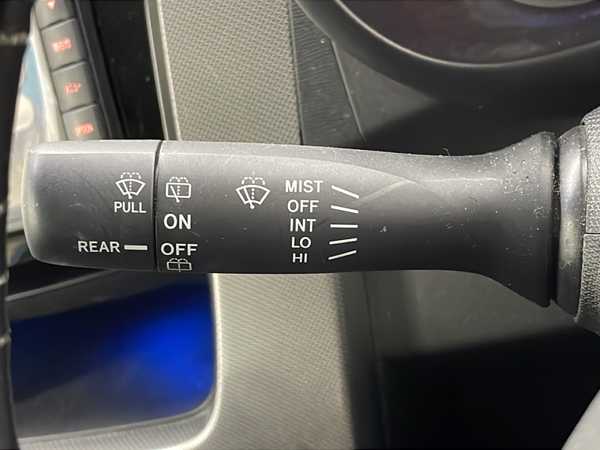 PULL
REAR
ON
OFF
MIST
OFF
INT
LO
HI